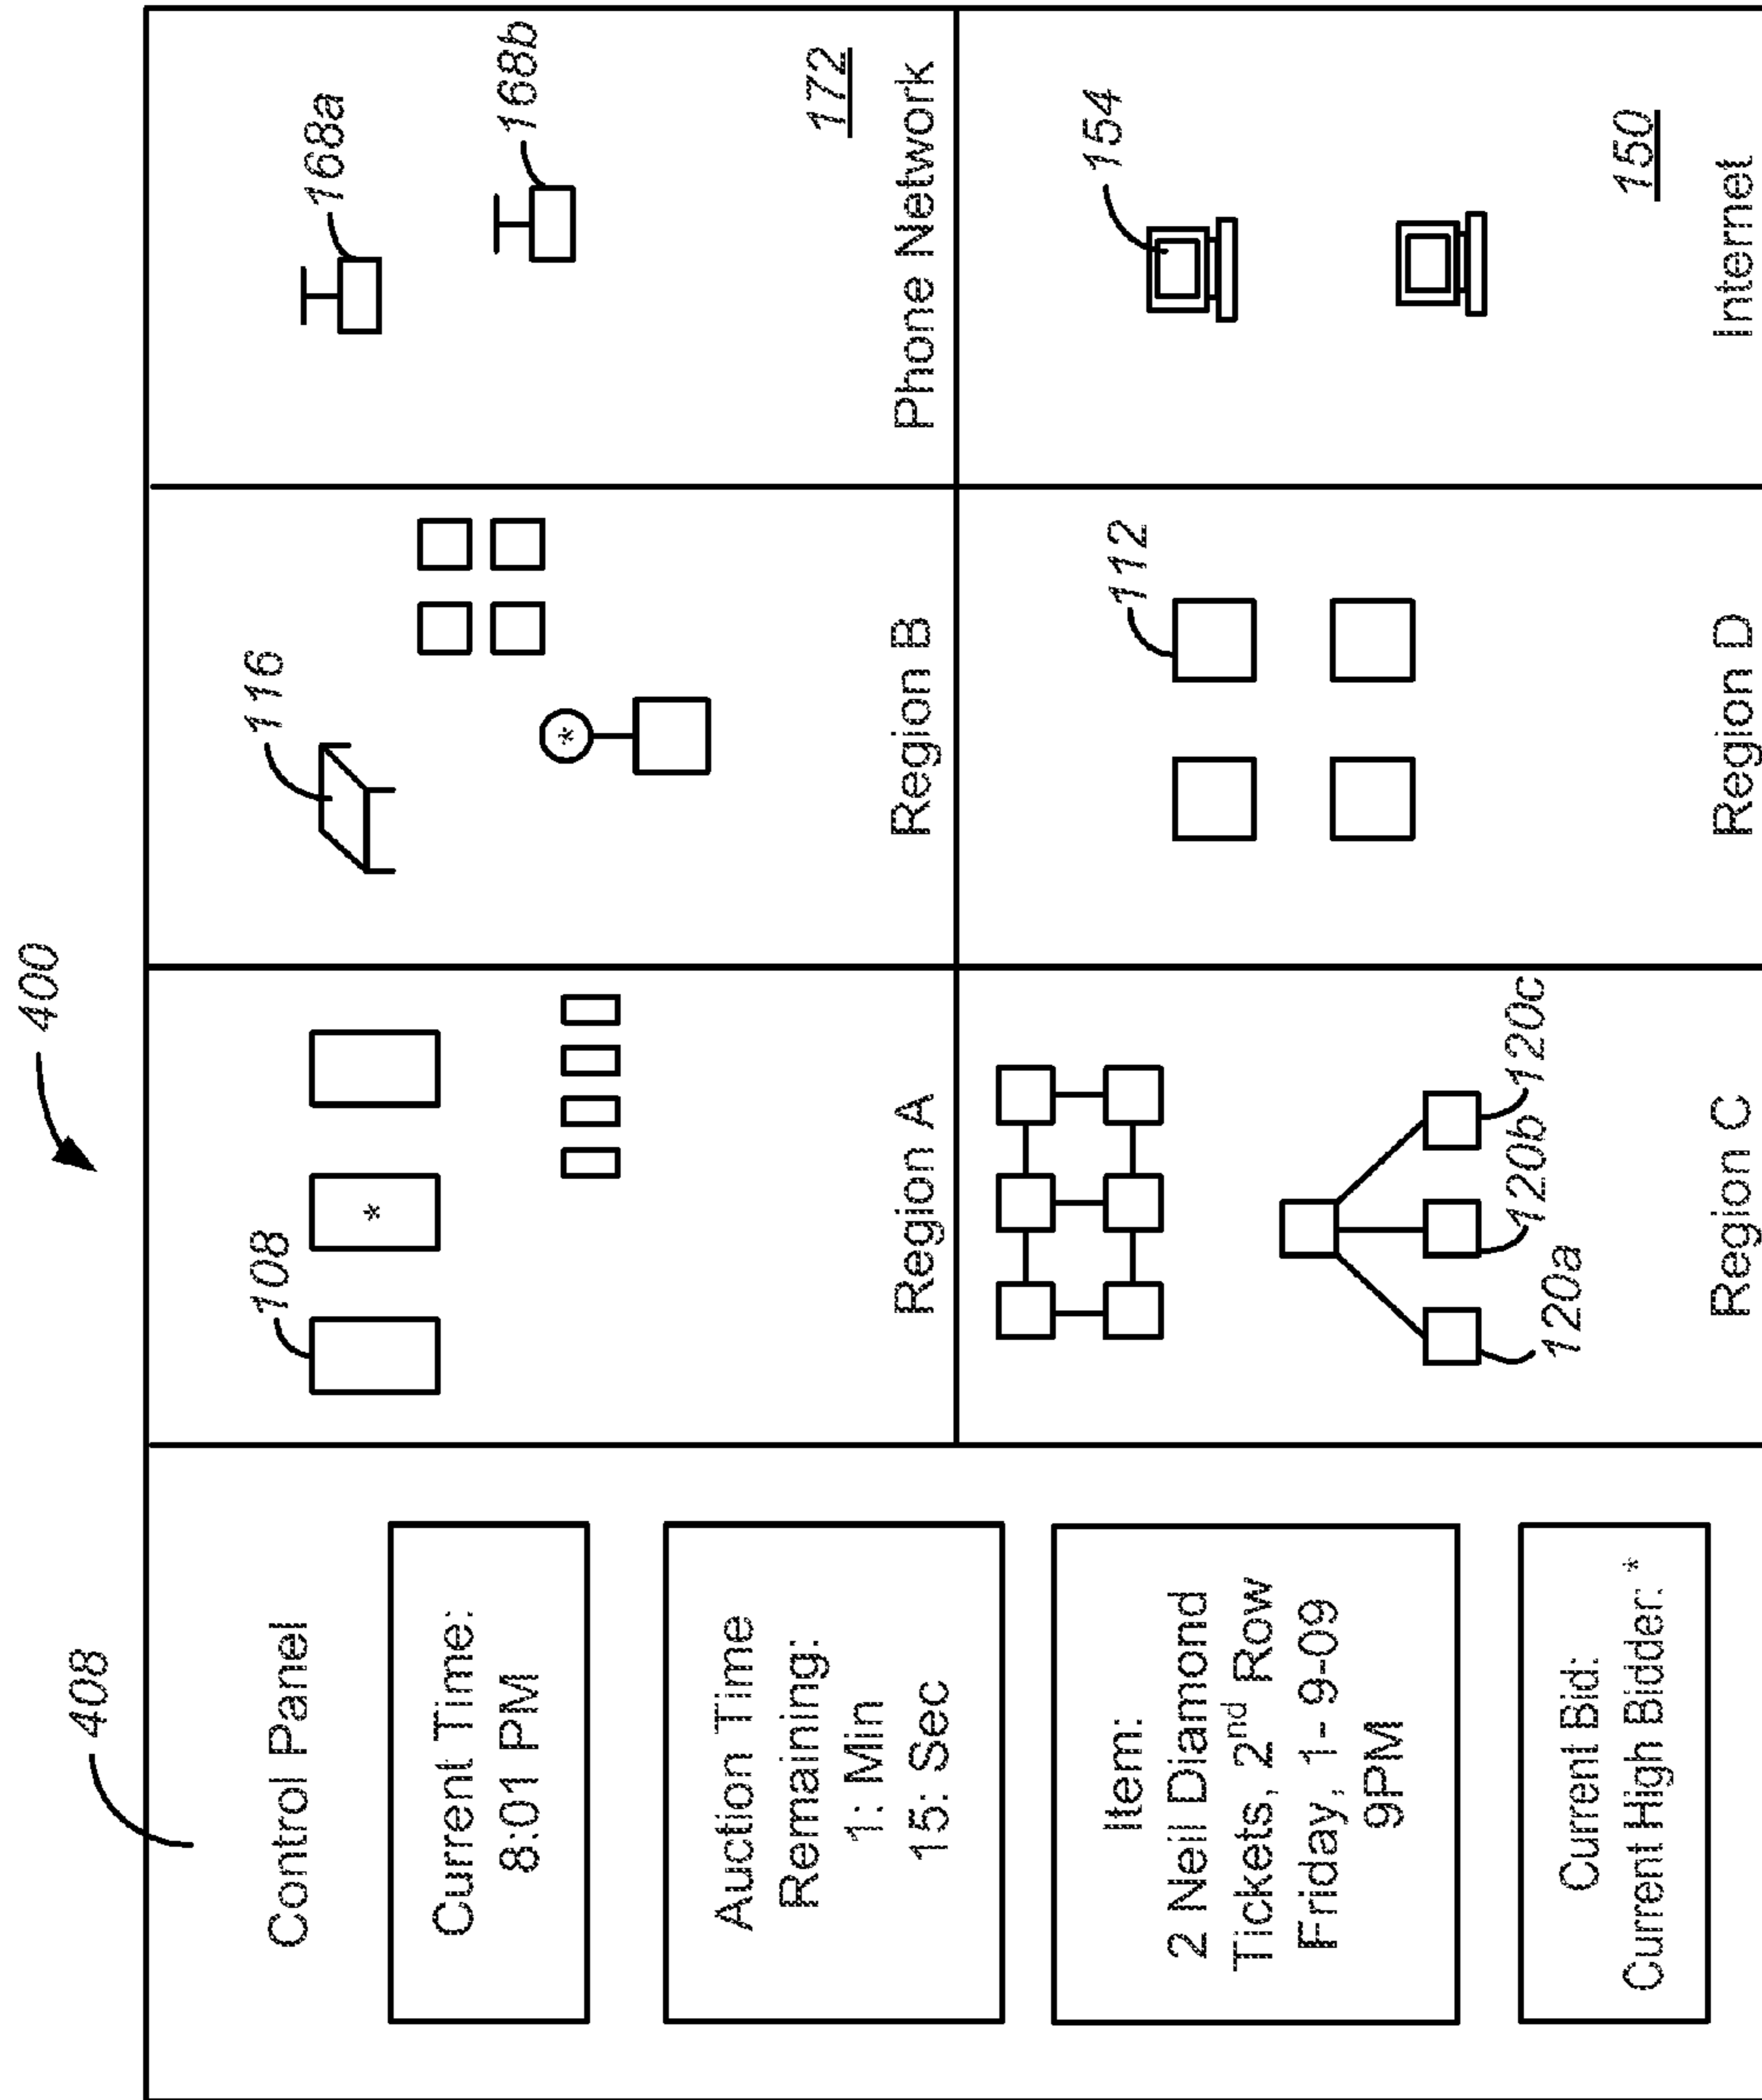 400
408
Control Panel
Current Time:
8:01 PM
Auction Time
Remaining:
1: Min
15: Sec
Item:
2 Neil Diamond
Tickets, 2nd Row
Friday, 1- 9-09
9PM
Current Bid:
Current High Bidder: *
108
*
Region A
116
*
Region B
168a
168b
172
Phone Network
120a
120b
120c
Region C
112
Region D
154
150
Internet